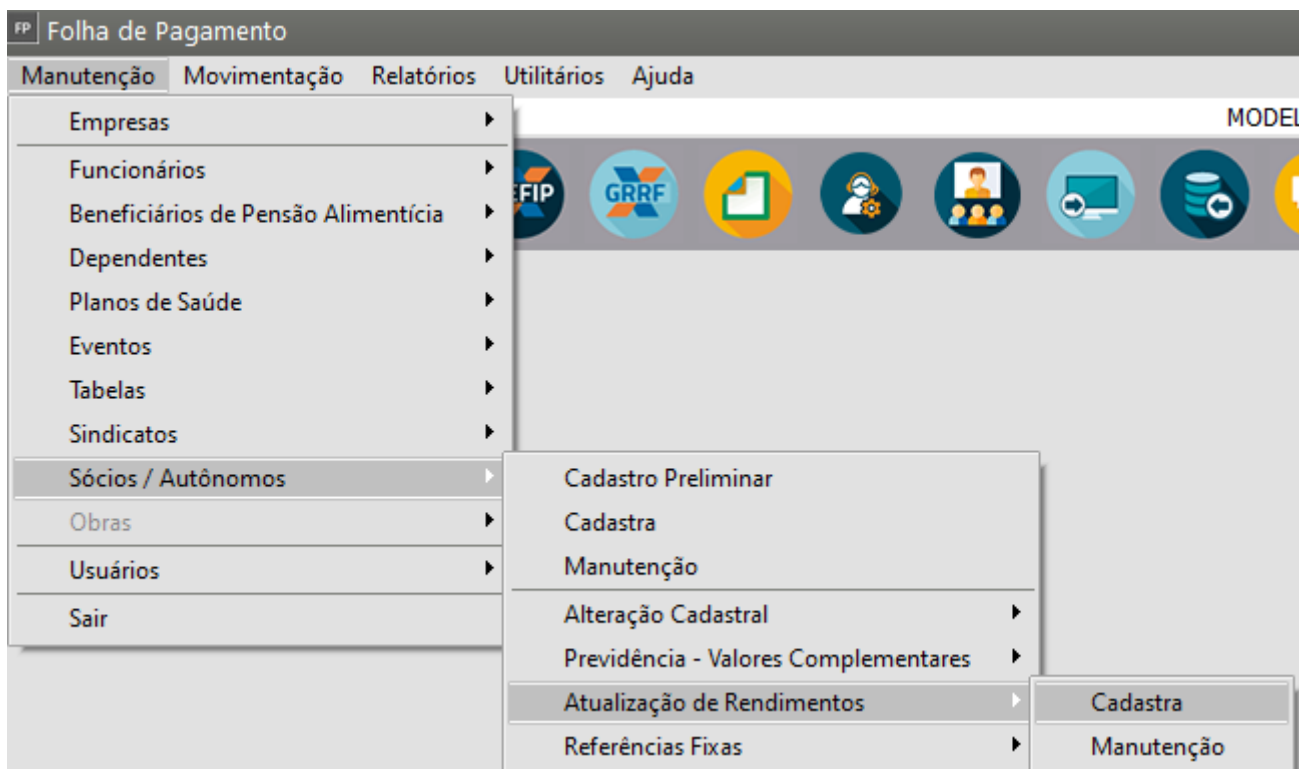 FP Folha de Pagamento
Manutenção Movimentação Relatórios Utilitários Ajuda
Empresas
MODEL
Funcionários
EFIP GRRF
Beneficiários de Pensão Alimentícia
Dependentes
Planos de Saúde
Eventos
Tabelas
Sindicatos
Sócios / Autônomos
Cadastro Preliminar
Obras
Cadastra
Usuários
Manutenção
Sair
Alteração Cadastral
Previdência - Valores Complementares
Atualização de Rendimentos
Cadastra
Referências Fixas
Manutenção